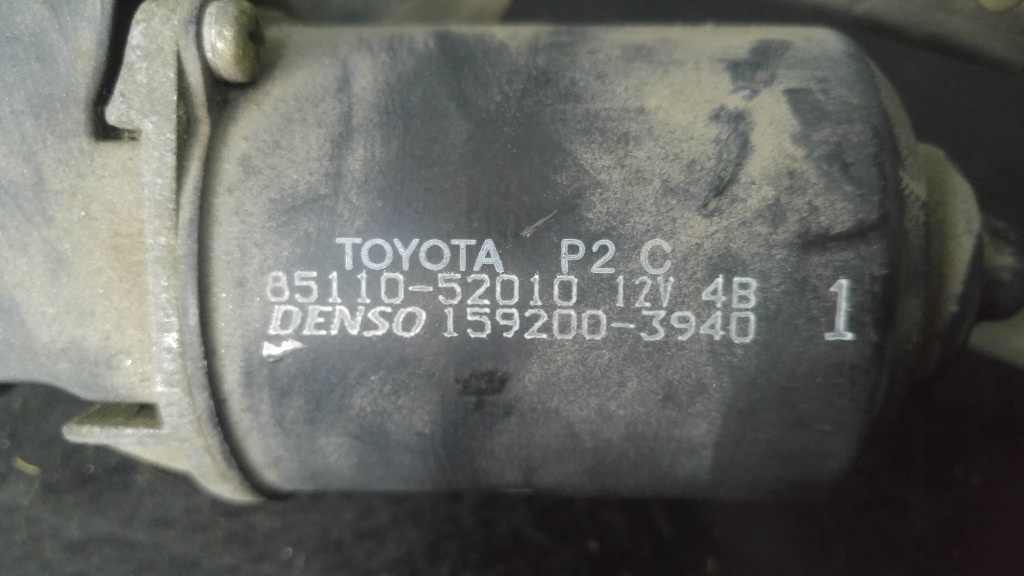 TOYOTA P2 C
85110-52010 12V 4B
DENSO 159200-3940 1